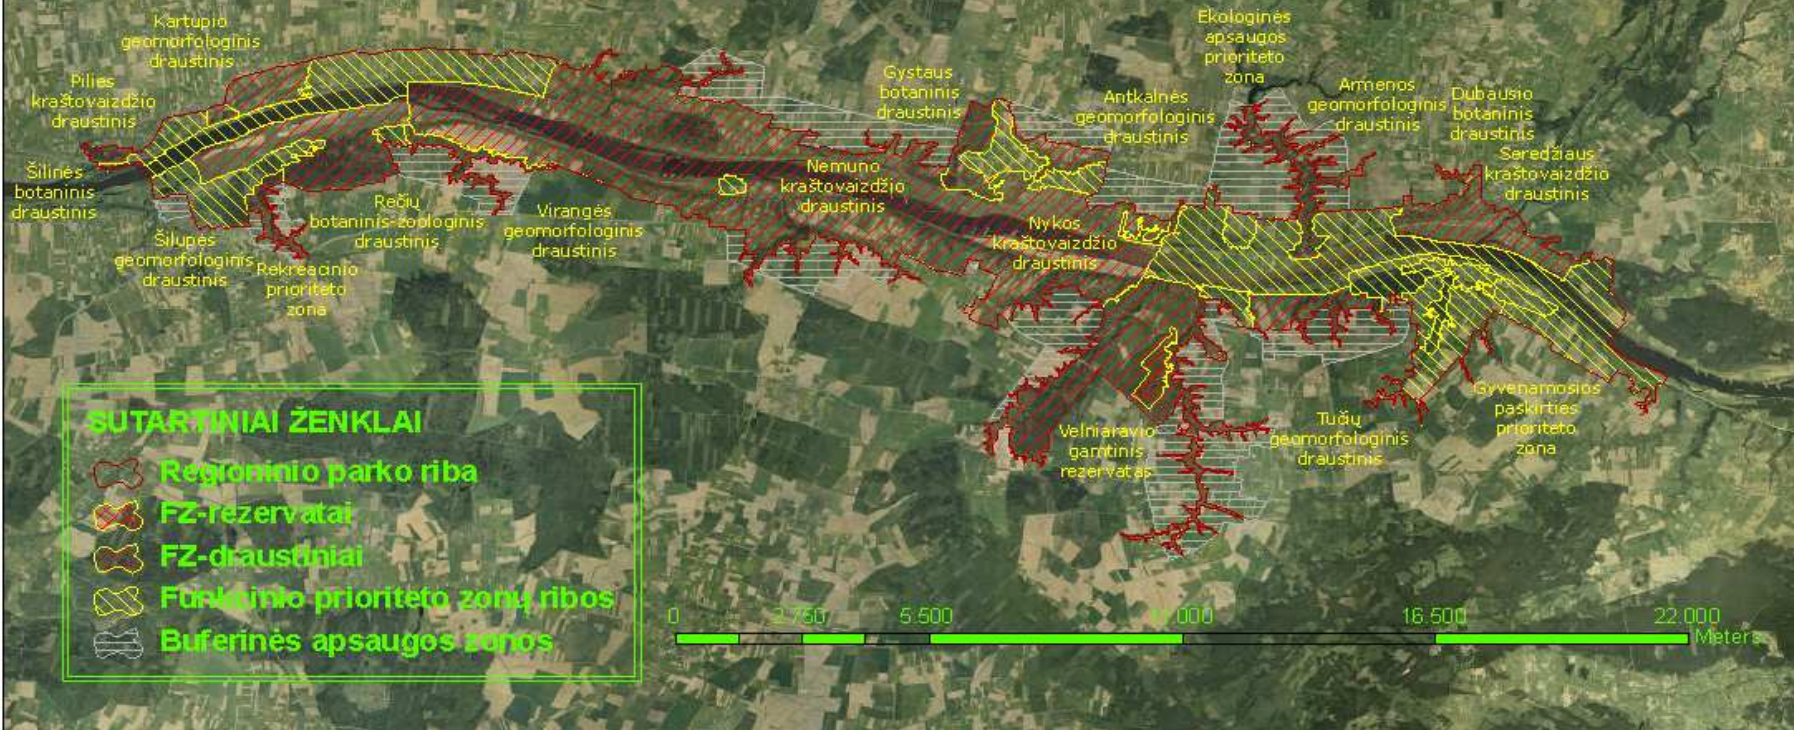 Kartupio
geomorfologinis
draustinis
Pilies
kraštovaizdžio
draustinis
Šilinės
botaninis
draustinis
Šilupės
geomorfologinis
draustinis
Rekreacinio
prioriteto
zona
Rečių
botaninis-zoologinis
draustinis
Virangės
geomorfologinis
draustinis
Gystaus
botaninis
draustinis
Nemuno
kraštovaizdžio
draustinis
Antkalnės
geomorfologinis
draustinis
Ekologinės
apsaugos
prioriteto
zona
Armenos
geomorfologinis
draustinis
Dubausio
botaninis
draustinis
Seredžiaus
kraštovaizdžio
draustinis
Nykos
kraštovaizdžio
draustinis
Velniaravio
gamtinis
rezervatas
Tučių
geomorfologinis
draustinis
Gyvenamosios
paskirties
prioriteto
zona
SUTARTINIAI ŽENKLAI
Regioninio parko riba
FZ-rezervatai
FZ-draustiniai
Funkcinio prioriteto zonų ribos
Buferinės apsaugos zonos
0 2.750 5.500 11.000 16.500 22.000
Meters